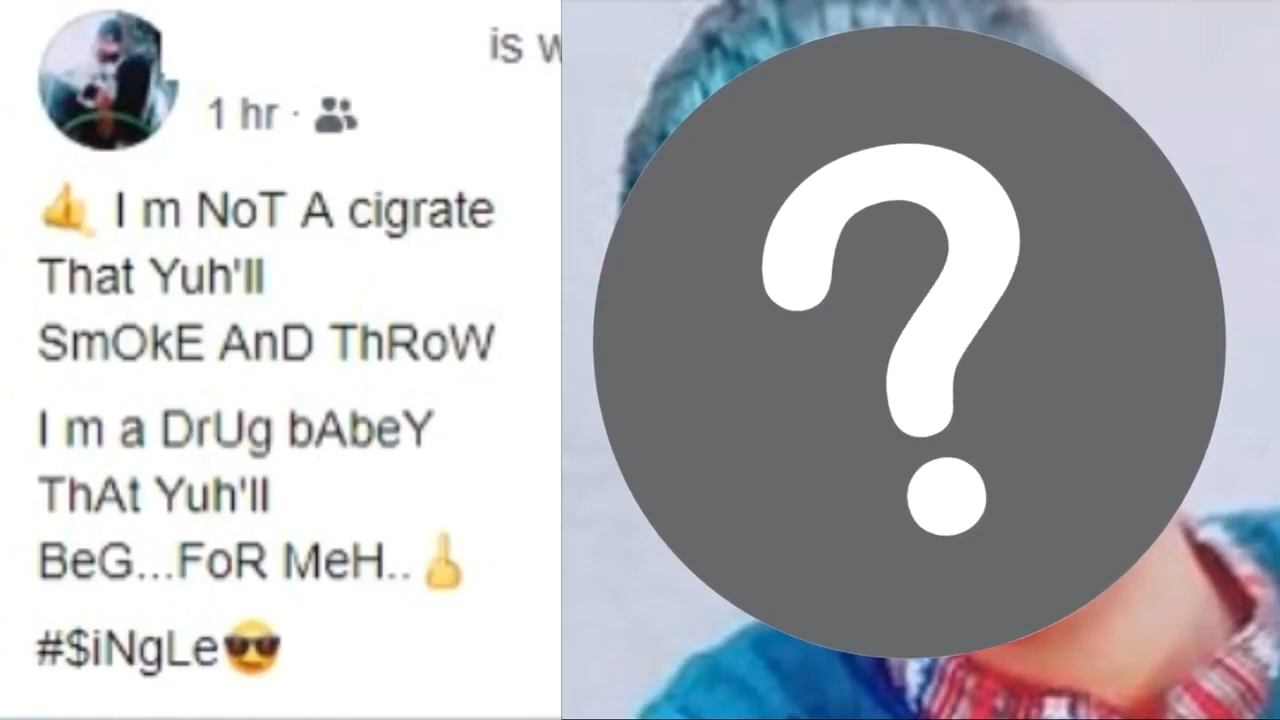 is w
1 hr ·
🤙 I m NoT A cigrate
That Yuh'll
SmOkE AnD ThRoW
I m a DrUg bAbeY
ThAt Yuh'll
BeG...FoR MeH..🖕
#$iNgLe😎
?